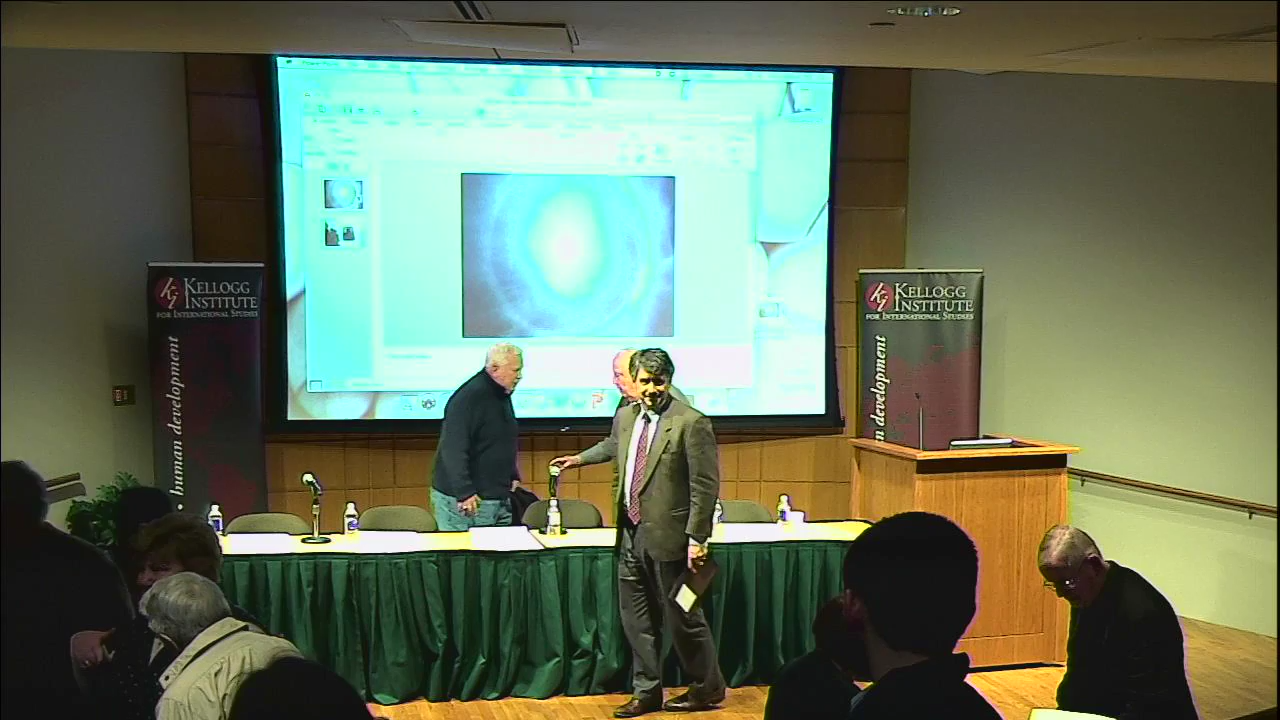 KELLOGG
INSTITUTE
FOR INTERNATIONAL STUDIES
human development
KELLOGG
INSTITUTE
FOR INTERNATIONAL STUDIES
n development